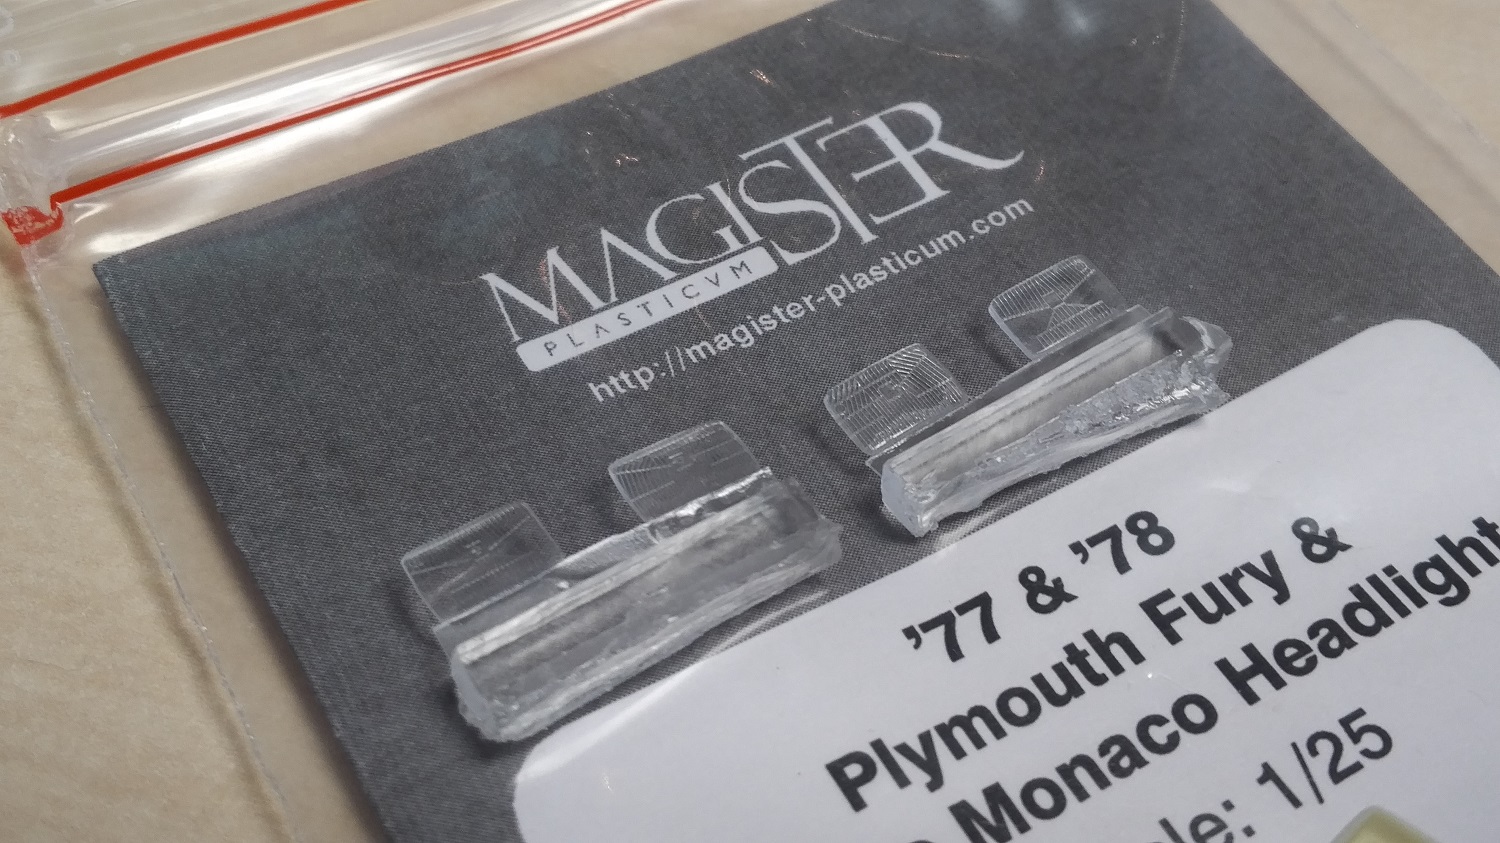 MAGISTER
PLASTICVM
http://magister-plasticum.com
’77 & ’78
Plymouth Fury &
Monaco Headlight
1/25